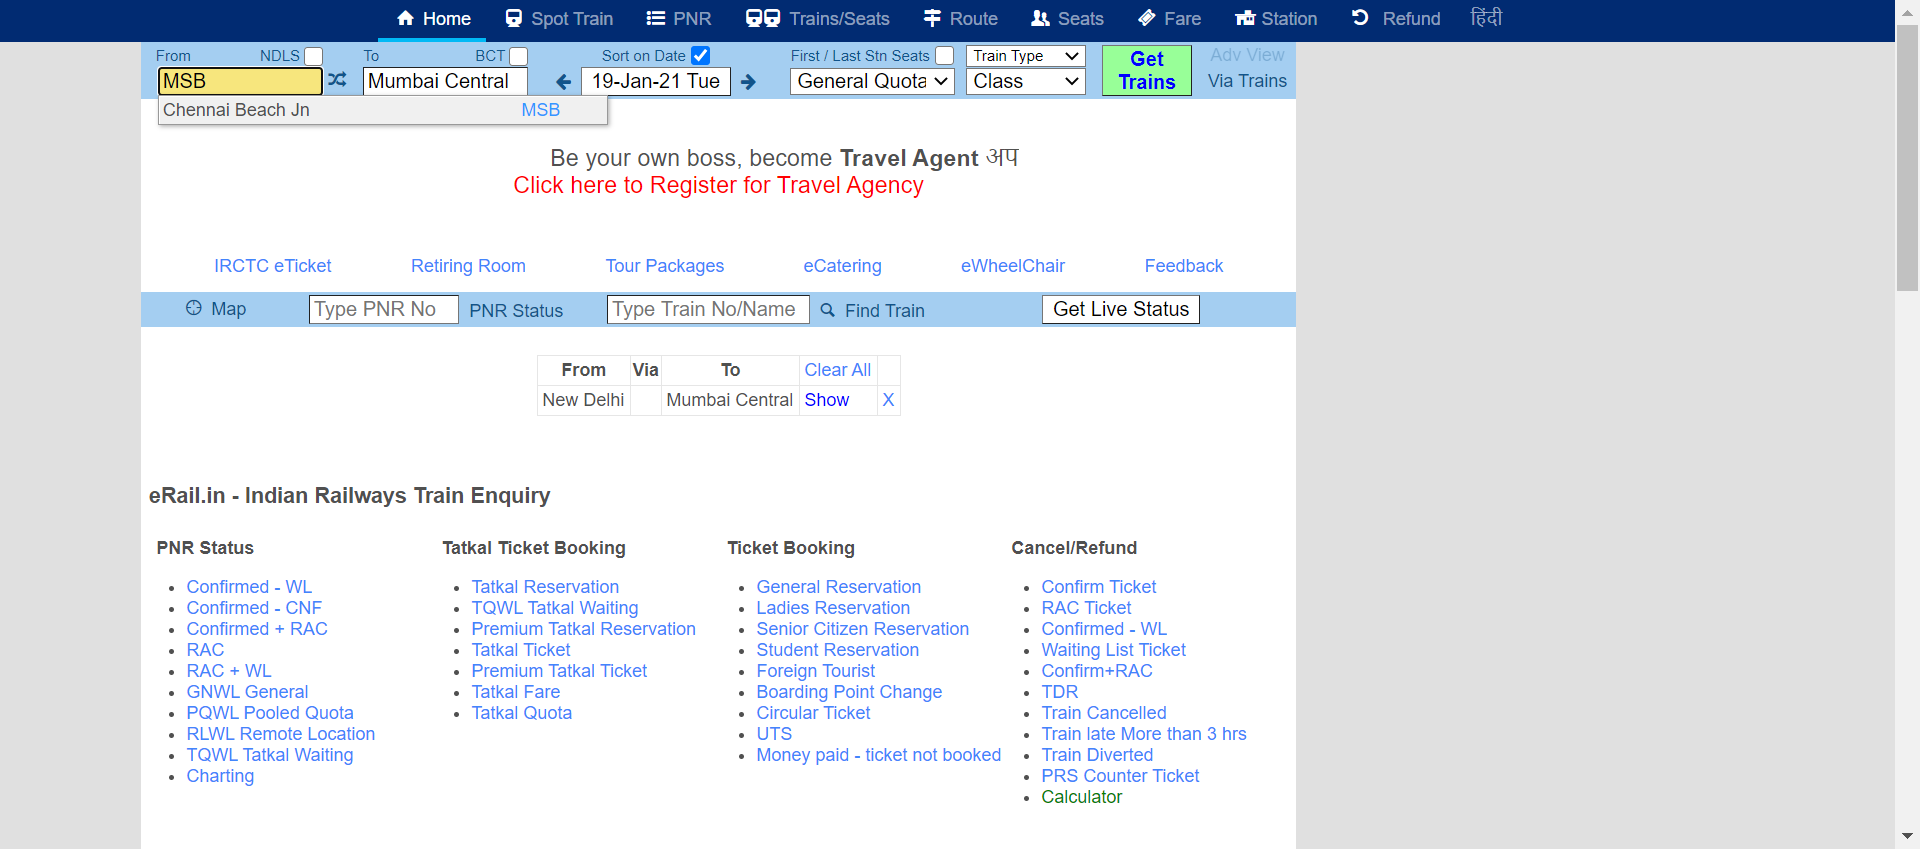 Home Spot Train PNR Trains/Seats Route Seats Fare Station Refund हिंदी
From NDLS To BCT Sort on Date First / Last Stn Seats Train Type Get Trains Adv View
MSB Mumbai Central 19-Jan-21 Tue General Quota Class Via Trains
Chennai Beach Jn MSB
Be your own boss, become Travel Agent अप
Click here to Register for Travel Agency
IRCTC eTicket Retiring Room Tour Packages eCatering eWheelChair Feedback
Map Type PNR No PNR Status Type Train No/Name Find Train Get Live Status
From Via To Clear All
New Delhi Mumbai Central Show X
eRail.in - Indian Railways Train Enquiry
PNR Status
Confirmed - WL
Confirmed - CNF
Confirmed + RAC
RAC
RAC + WL
GNWL General
PQWL Pooled Quota
RLWL Remote Location
TQWL Tatkal Waiting
Charting
Tatkal Ticket Booking
Tatkal Reservation
TQWL Tatkal Waiting
Premium Tatkal Reservation
Tatkal Ticket
Premium Tatkal Ticket
Tatkal Fare
Tatkal Quota
Ticket Booking
General Reservation
Ladies Reservation
Senior Citizen Reservation
Student Reservation
Foreign Tourist
Boarding Point Change
Circular Ticket
UTS
Money paid - ticket not booked
Cancel/Refund
Confirm Ticket
RAC Ticket
Confirmed - WL
Waiting List Ticket
Confirm+RAC
TDR
Train Cancelled
Train late More than 3 hrs
Train Diverted
PRS Counter Ticket
Calculator